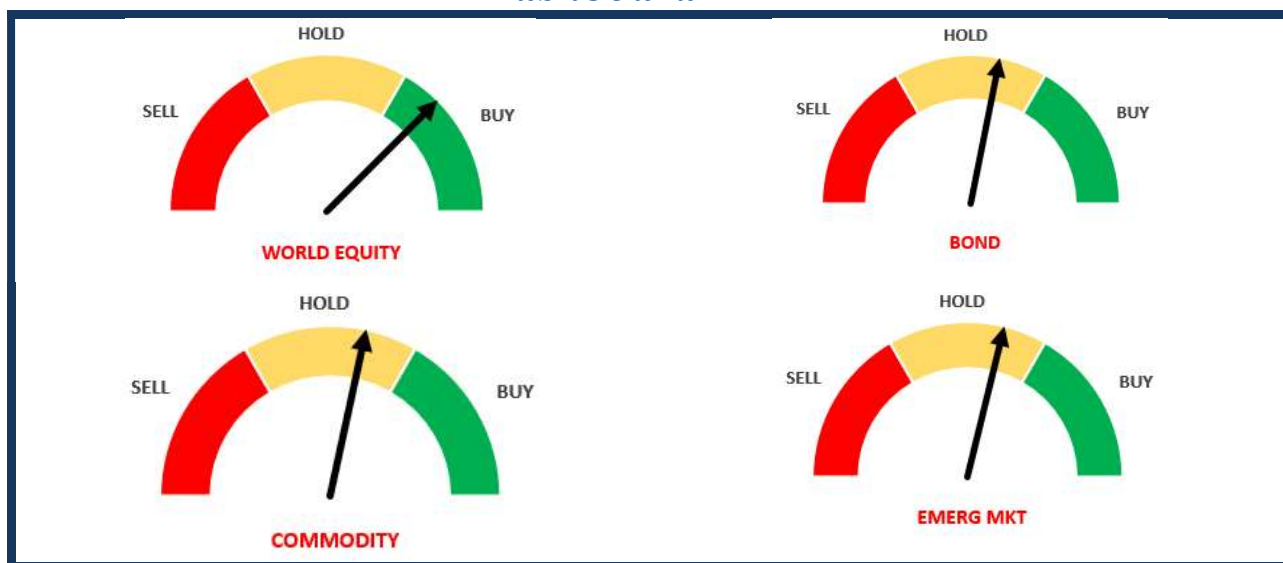 HOLD
SELL
BUY
WORLD EQUITY
HOLD
SELL
BUY
BOND
HOLD
SELL
BUY
COMMODITY
HOLD
SELL
BUY
EMERG MKT